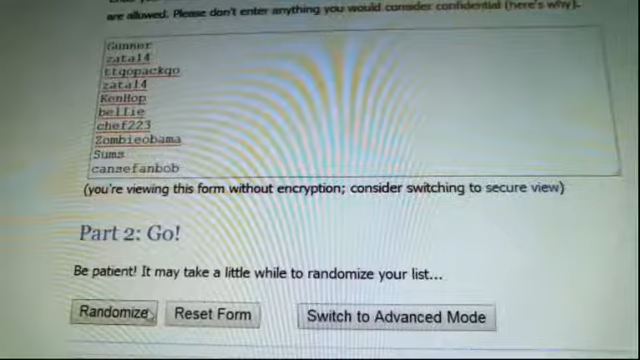 are allowed. Please don't enter anything you would consider confidential (here's why).
Gunner
zata14
ttgopackgo
zata14
KenHop
bellie
chef223
Zombieobama
Sums
cansefanbob
(you're viewing this form without encryption; consider switching to secure view)
Part 2: Go!
Be patient! It may take a little while to randomize your list...
Randomize Reset Form Switch to Advanced Mode